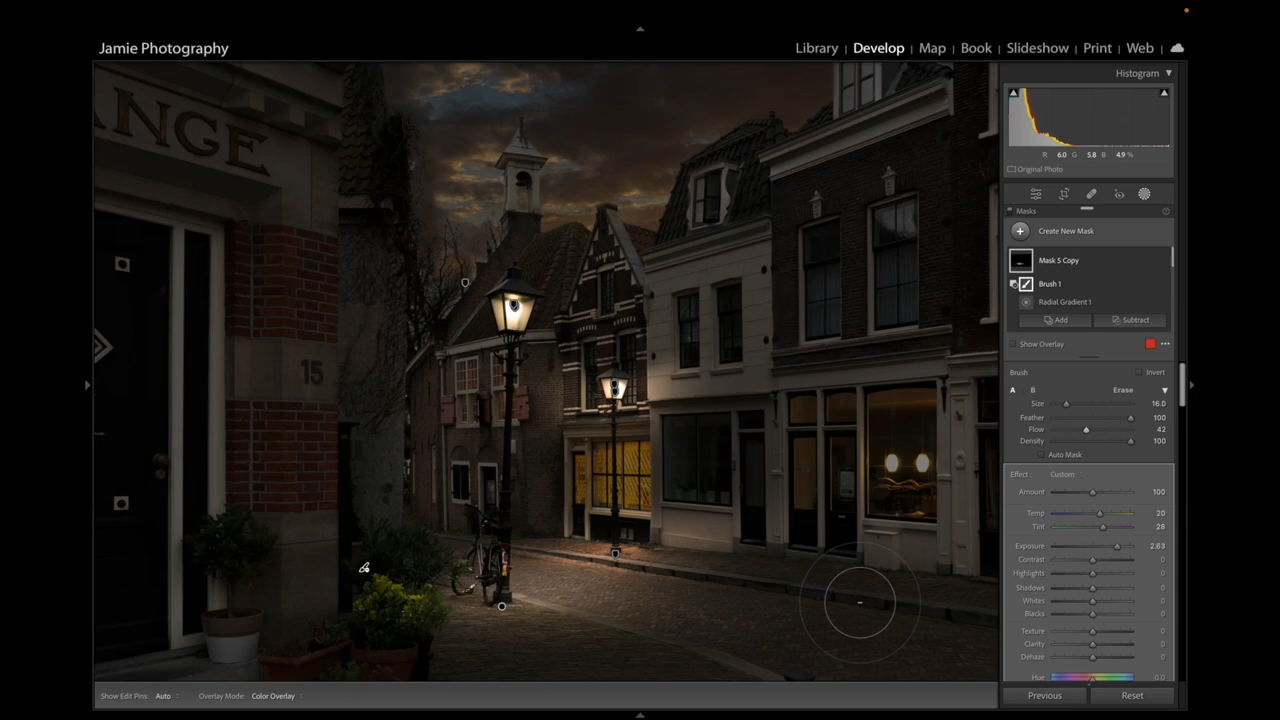 Jamie Photography
Library | Develop | Map | Book | Slideshow | Print | Web |
Histogram
R 6.0 G 5.8 B 4.9 %
Original Photo
Masks
Create New Mask
Mask 5 Copy
Brush 1
Radial Gradient 1
Add Subtract
Show Overlay
Brush Invert
A B Erase
Size 16.0
Feather 100
Flow 42
Density 100
Auto Mask
Effect : Custom
Amount 100
Temp 20
Tint 28
Exposure 2.63
Contrast 0
Highlights 0
Shadows 0
Whites 0
Blacks 0
Texture 0
Clarity 0
Dehaze 0
Hue 0.0
Previous Reset
ANGE
15
Show Edit Pins: Auto Overlay Mode: Color Overlay